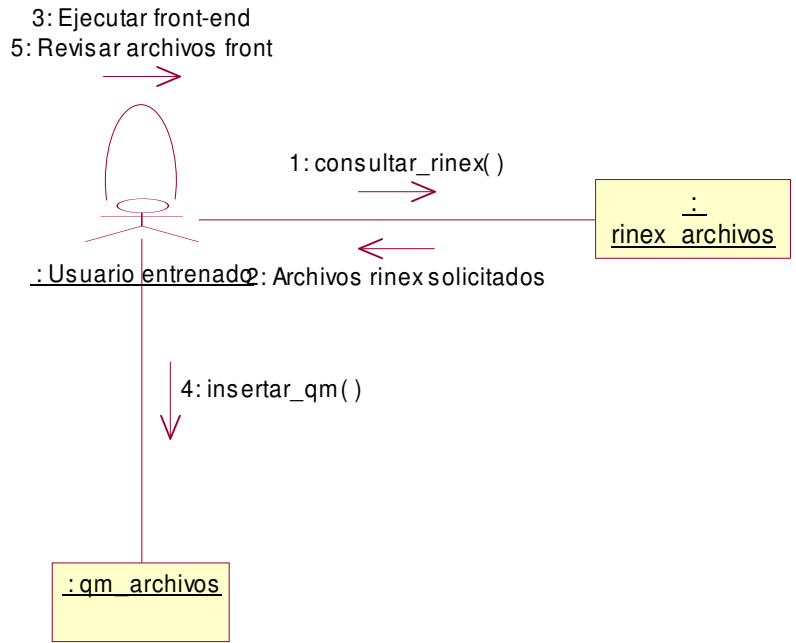 3: Ejecutar front-end
5: Revisar archivos front
1: consultar_rinex( )
:
rinex_archivos
: Usuario entrenado
2: Archivos rinex solicitados
4: insertar_qm( )
: qm_archivos